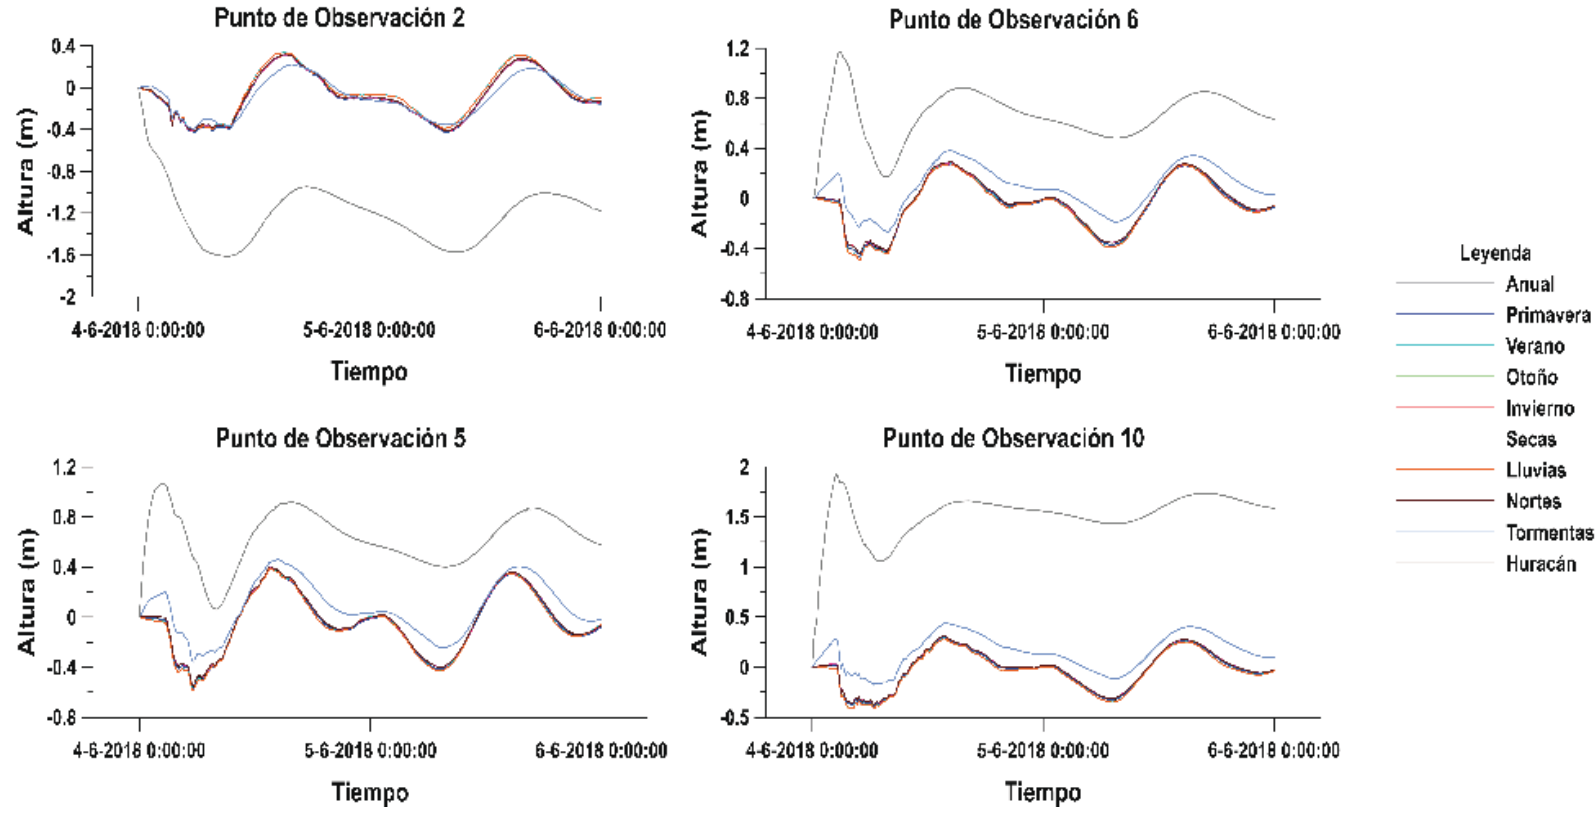 Punto de Observación 2
0.4
0
-0.4
-0.8
-1.2
-1.6
-2
Altura (m)
4-6-2018 0:00:00 5-6-2018 0:00:00 6-6-2018 0:00:00
Tiempo
Punto de Observación 6
1.2
0.8
0.4
0
-0.4
-0.8
Altura (m)
4-6-2018 0:00:00 5-6-2018 0:00:00 6-6-2018 0:00:00
Tiempo
Punto de Observación 5
1.2
0.8
0.4
0
-0.4
-0.8
Altura (m)
4-6-2018 0:00:00 5-6-2018 0:00:00 6-6-2018 0:00:00
Tiempo
Punto de Observación 10
2
1.5
1
0.5
0
-0.5
Altura (m)
4-6-2018 0:00:00 5-6-2018 0:00:00 6-6-2018 0:00:00
Tiempo
Leyenda
Anual
Primavera
Verano
Otoño
Invierno
Secas
Lluvias
Nortes
Tormentas
Huracán